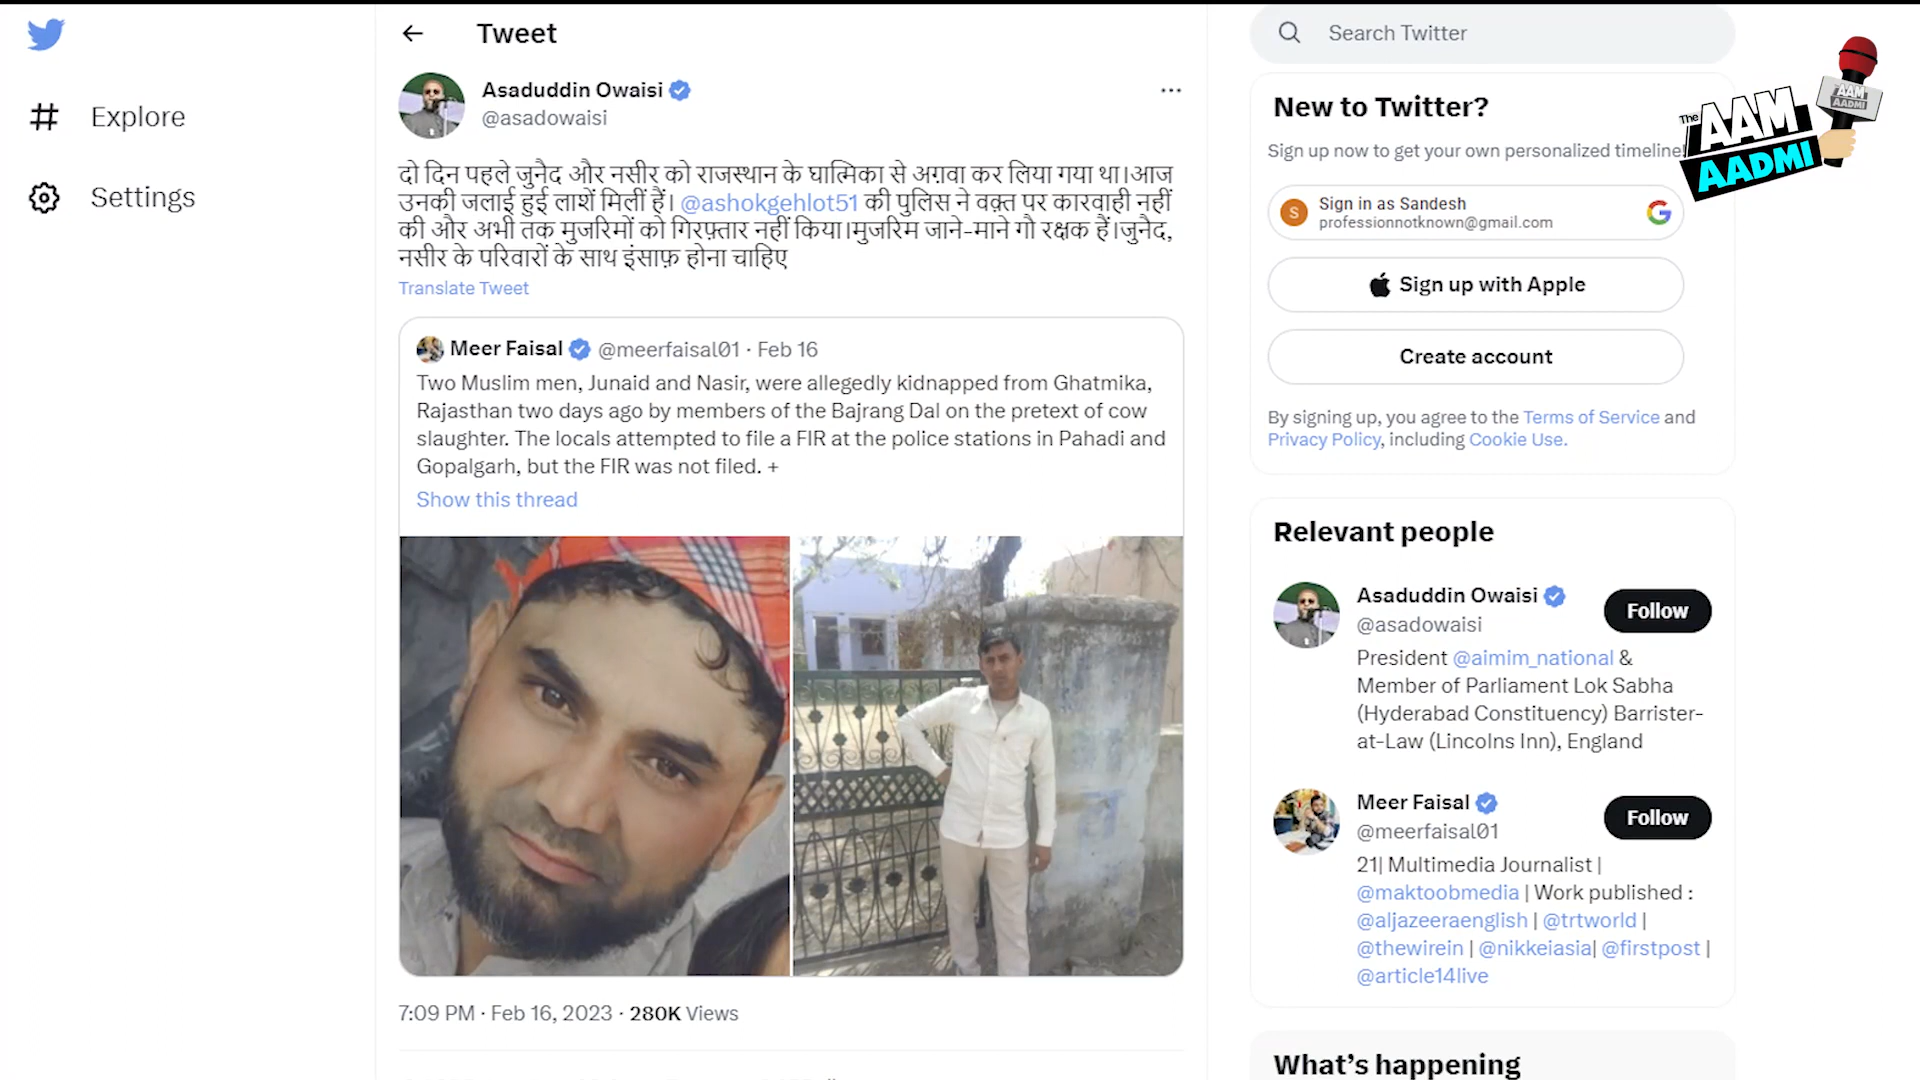 Tweet
Search Twitter
The AAM AADMI
AAM AADMI
Explore
Settings
Asaduddin Owaisi
@asadowaisi
दो दिन पहले जुनैद और नसीर को राजस्थान के घात्मिका से अग़वा कर लिया गया था।आज
उनकी जलाई हुई लाशें मिलीं हैं। @ashokgehlot51 की पुलिस ने वक़्त पर कारवाही नहीं
की और अभी तक मुजरिमों को गिरफ़्तार नहीं किया।मुजरिम जाने-माने गौ रक्षक हैं।जुनैद,
नसीर के परिवारों के साथ इंसाफ़ होना चाहिए
Translate Tweet
Meer Faisal @meerfaisal01 · Feb 16
Two Muslim men, Junaid and Nasir, were allegedly kidnapped from Ghatmika,
Rajasthan two days ago by members of the Bajrang Dal on the pretext of cow
slaughter. The locals attempted to file a FIR at the police stations in Pahadi and
Gopalgarh, but the FIR was not filed. +
Show this thread
7:09 PM · Feb 16, 2023 · 280K Views
New to Twitter?
Sign up now to get your own personalized timeline!
S
Sign in as Sandesh
professionnotknown@gmail.com
Sign up with Apple
Create account
By signing up, you agree to the Terms of Service and
Privacy Policy, including Cookie Use.
Relevant people
Asaduddin Owaisi
@asadowaisi
Follow
President @aimim_national &
Member of Parliament Lok Sabha
(Hyderabad Constituency) Barrister-
at-Law (Lincolns Inn), England
Meer Faisal
@meerfaisal01
Follow
21| Multimedia Journalist |
@maktoobmedia | Work published :
@aljazeeraenglish | @trtworld |
@thewirein | @nikkeiasia| @firstpost |
@article14live
What's happening